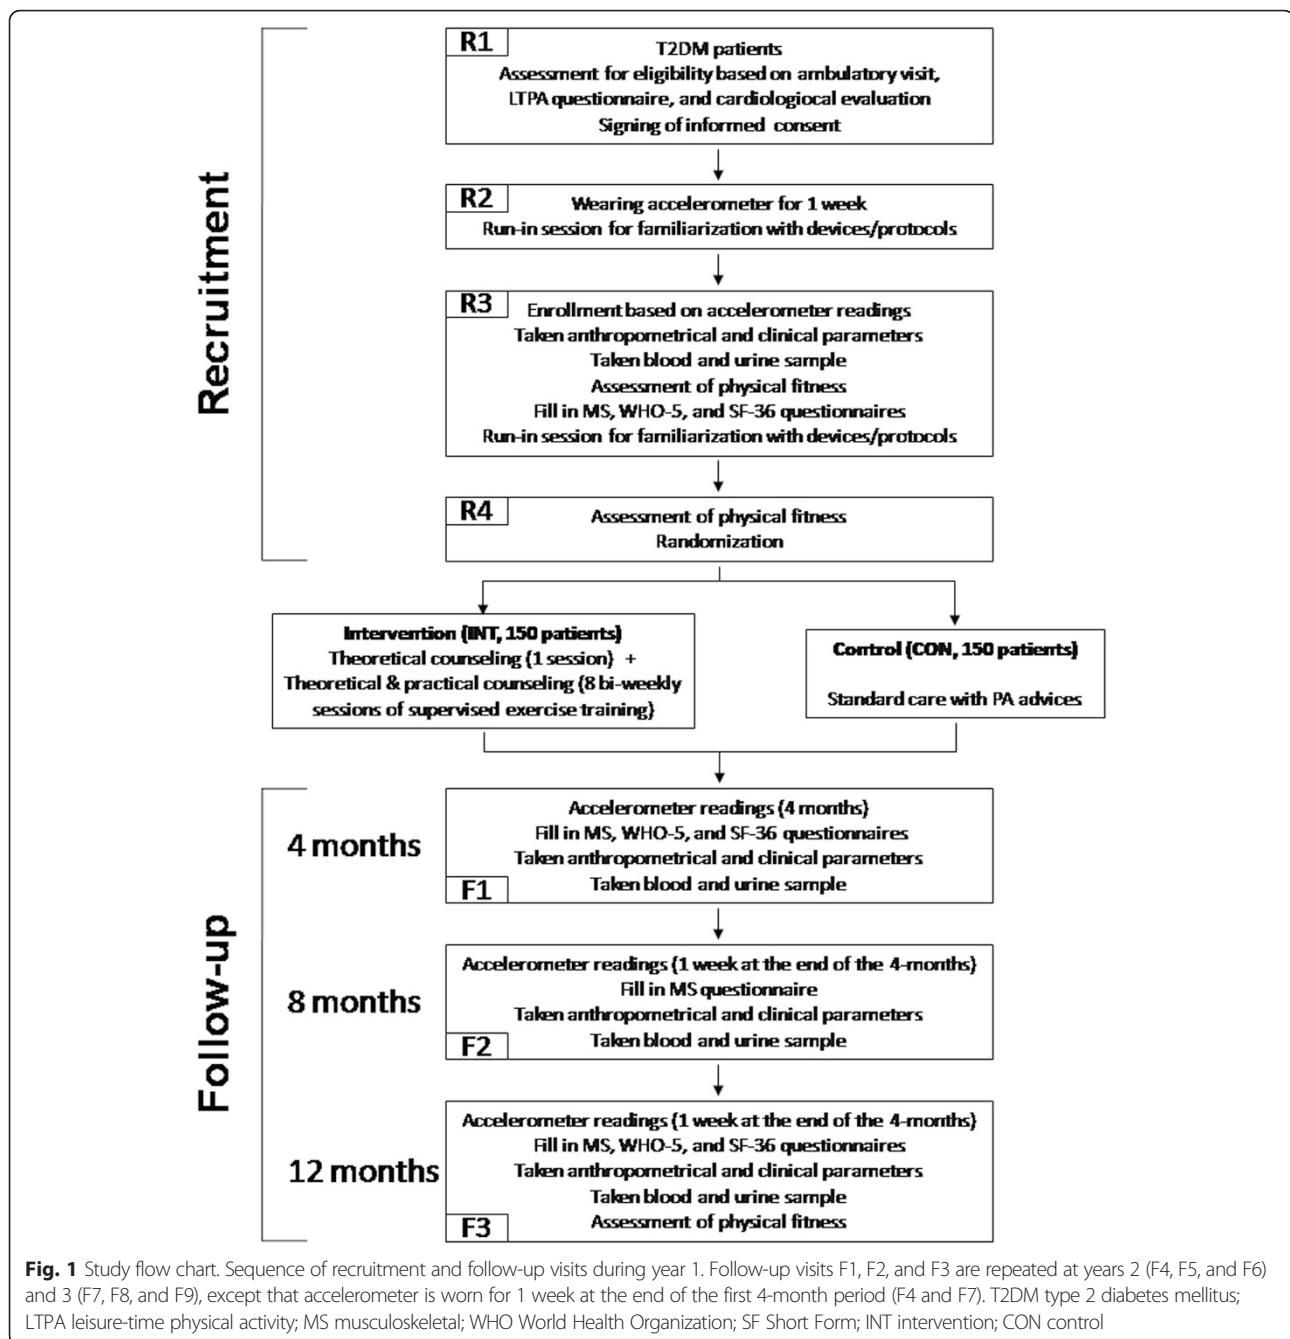 Recruitment
R1
T2DM patients
Assessment for eligibility based on ambulatory visit,
LTPA questionnaire, and cardiologiocal evaluation
Signing of informed consent
R2
Wearing accelerometer for 1 week
Run-in session for familiarization with devices/protocols
R3
Enrollment based on accelerometer readings
Taken anthropometrical and clinical parameters
Taken blood and urine sample
Assessment of physical fitness
Fill in MS, WHO-5, and SF-36 questionnaires
Run-in session for familiarization with devices/protocols
R4
Assessment of physical fitness
Randomization
Intervention (INT, 150 patients)
Theoretical counseling (1 session) +
Theoretical & practical counseling (8 bi-weekly
sessions of supervised exercise training)
Control (CON, 150 patients)
Standard care with PA advices
Follow-up
4 months
Accelerometer readings (4 months)
Fill in MS, WHO-5, and SF-36 questionnaires
Taken anthropometrical and clinical parameters
Taken blood and urine sample
F1
8 months
Accelerometer readings (1 week at the end of the 4-months)
Fill in MS questionnaire
Taken anthropometrical and clinical parameters
Taken blood and urine sample
F2
12 months
Accelerometer readings (1 week at the end of the 4-months)
Fill in MS, WHO-5, and SF-36 questionnaires
Taken anthropometrical and clinical parameters
Taken blood and urine sample
Assessment of physical fitness
F3
Fig. 1 Study flow chart. Sequence of recruitment and follow-up visits during year 1. Follow-up visits F1, F2, and F3 are repeated at years 2 (F4, F5, and F6)
and 3 (F7, F8, and F9), except that accelerometer is worn for 1 week at the end of the first 4-month period (F4 and F7). T2DM type 2 diabetes mellitus;
LTPA leisure-time physical activity; MS musculoskeletal; WHO World Health Organization; SF Short Form; INT intervention; CON control